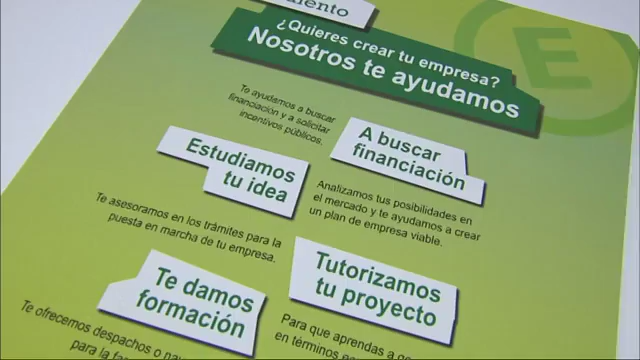 ¿Quieres crear tu empresa?
Nosotros te ayudamos
E
Te ayudamos a buscar
financiación y a solicitar
incentivos públicos.
A buscar
financiación
Estudiamos
tu idea
Analizamos tus posibilidades en
el mercado y te ayudamos a crear
un plan de empresa viable.
Te asesoramos en los trámites para la
puesta en marcha de tu empresa.
Tutorizamos
tu proyecto
Te damos
formación
Te ofrecemos despachos o
para la
Para que aprendas a
en términos